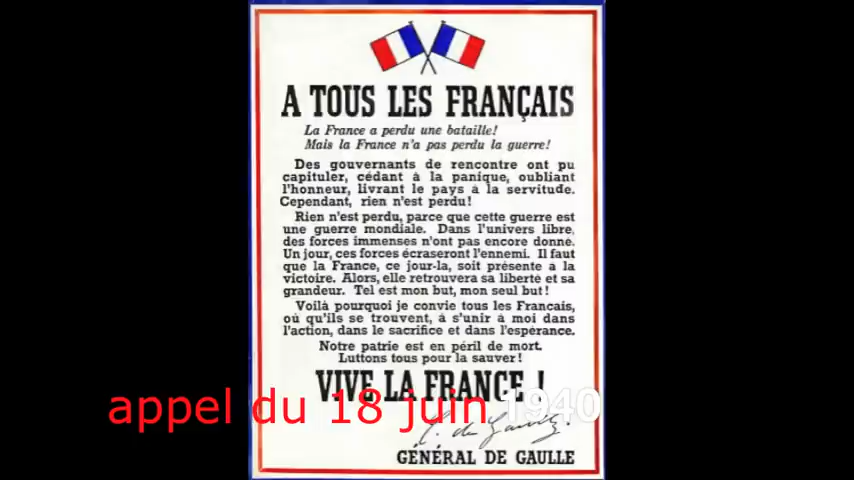 A TOUS LES FRANÇAIS
La France a perdu une bataille!
Mais la France n'a pas perdu la guerre!
Des gouvernants de rencontre ont pu
capituler, cédant à la panique, oubliant
l'honneur, livrant le pays à la servitude.
Cependant, rien n'est perdu!
Rien n'est perdu, parce que cette guerre est
une guerre mondiale. Dans l'univers libre,
des forces immenses n'ont pas encore donné.
Un jour, ces forces écraseront l'ennemi. Il faut
que la France, ce jour-la, soit présente à la
victoire. Alors, elle retrouvera sa liberté et sa
grandeur. Tel est mon but, mon seul but!
Voilà pourquoi je convie tous les Francais,
où qu'ils se trouvent, à s'unir à moi dans
l'action, dans le sacrifice et dans l'espérance.
Notre patrie est en péril de mort.
Luttons tous pour la sauver!
VIVE LA FRANCE !
appel du 18 juin 1940
C. de Gaulle.
GÉNÉRAL DE GAULLE